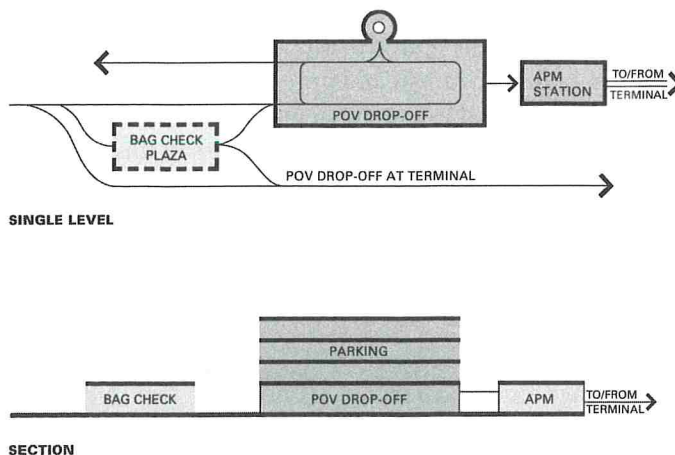 APM
STATION
TO/FROM
TERMINAL
POV DROP-OFF
BAG CHECK
PLAZA
POV DROP-OFF AT TERMINAL
SINGLE LEVEL
PARKING
BAG CHECK
POV DROP-OFF
APM
TO/FROM
TERMINAL
SECTION